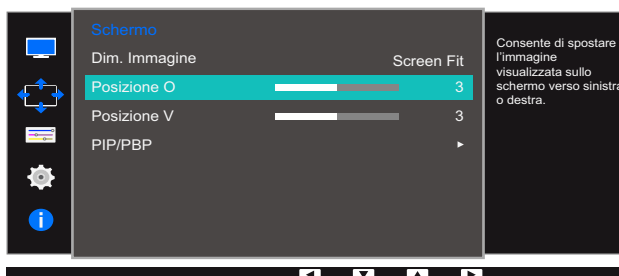 Schermo
Dim. Immagine Screen Fit
Posizione O 3
Posizione V 3
PIP/PBP
Consente di spostare
l'immagine
visualizzata sullo
schermo verso sinistra
o destra.